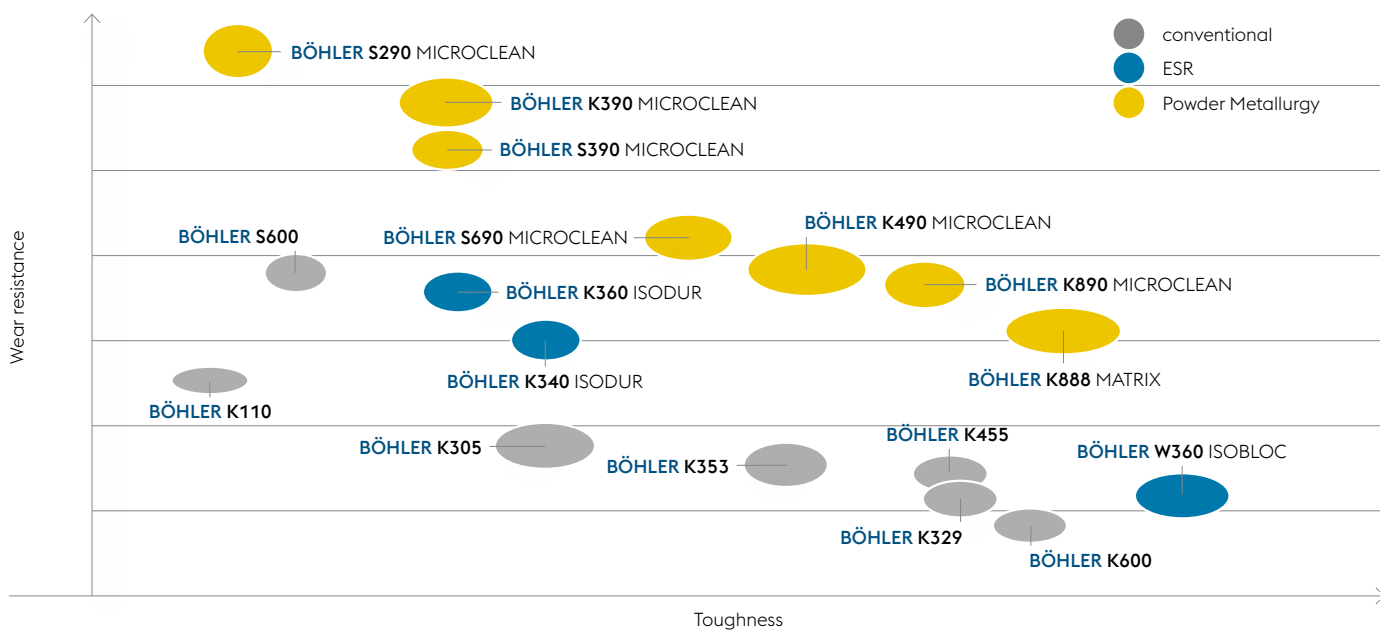 conventional
BÖHLER S290 MICROCLEAN
ESR
BÖHLER K390 MICROCLEAN
Powder Metallurgy
BÖHLER S390 MICROCLEAN
BÖHLER K490 MICROCLEAN
BÖHLER S600
BÖHLER S690 MICROCLEAN
Wear resistance
BÖHLER K360 ISODUR
BÖHLER K890 MICROCLEAN
BÖHLER K340 ISODUR
BÖHLER K888 MATRIX
BÖHLER K110
BÖHLER K455
BÖHLER K305
BÖHLER W360 ISOBLOC
BÖHLER K353
BÖHLER K329
BÖHLER K600
Toughness